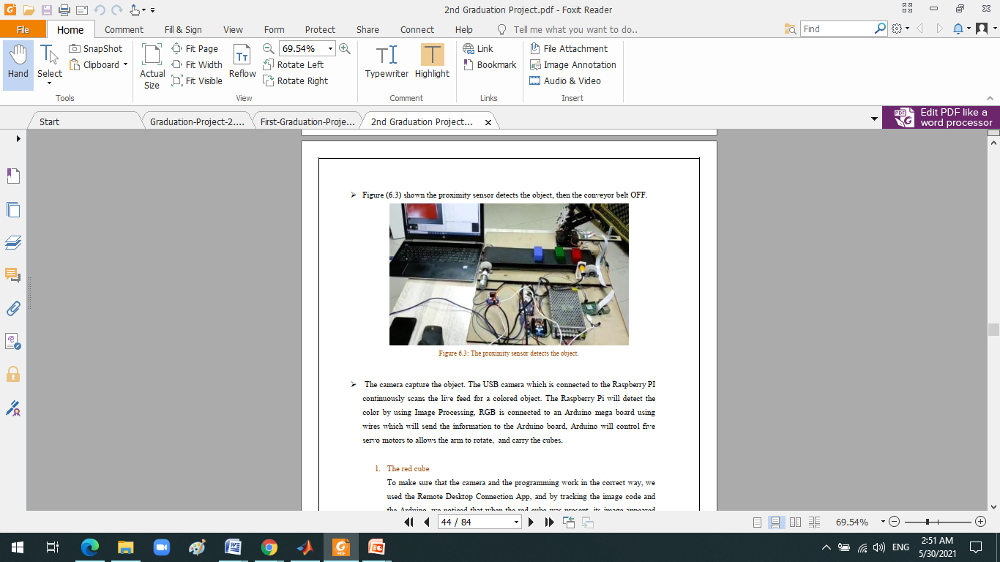 2nd Graduation Project.pdf - Foxit Reader
File Home Comment Fill & Sign View Form Protect Share Connect Help Tell me what you want to do.. Find
Hand
Select
SnapShot
Clipboard
Tools
Actual
Size
Fit Page
Fit Width
Fit Visible
Reflow
69.54%
Rotate Left
Rotate Right
View
Typewriter
Highlight
Comment
Link
Bookmark
Links
File Attachment
Image Annotation
Audio & Video
Insert
Start
Graduation-Project-2....
First-Graduation-Proje...
2nd Graduation Project...
Edit PDF like a
word processor
➢ Figure (6.3) shown the proximity sensor detects the object, then the conveyor belt OFF.
Figure 6.3: The proximity sensor detects the object.
➢ The camera capture the object. The USB camera which is connected to the Raspberry PI
continuously scans the live feed for a colored object. The Raspberry Pi will detect the
color by using Image Processing, RGB is connected to an Arduino mega board using
wires which will send the information to the Arduino board, Arduino will control five
servo motors to allows the arm to rotate, and carry the cubes.
1. The red cube
To make sure that the camera and the programming work in the correct way, we
used the Remote Desktop Connection App, and by tracking the image code and
the Arduino, we noticed that when the red cube was present, its image appeared
44 / 84
69.54%
ENG
2:51 AM
5/30/2021